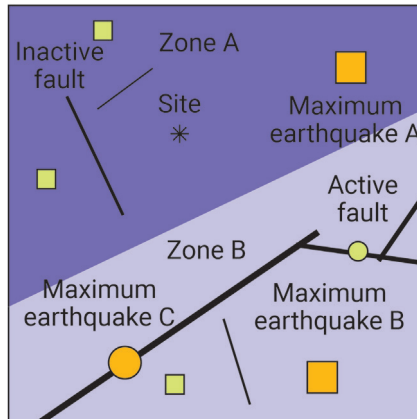 Inactive
fault
Zone A
Site
Maximum
earthquake A
Active
fault
Zone B
Maximum
earthquake C
Maximum
earthquake B